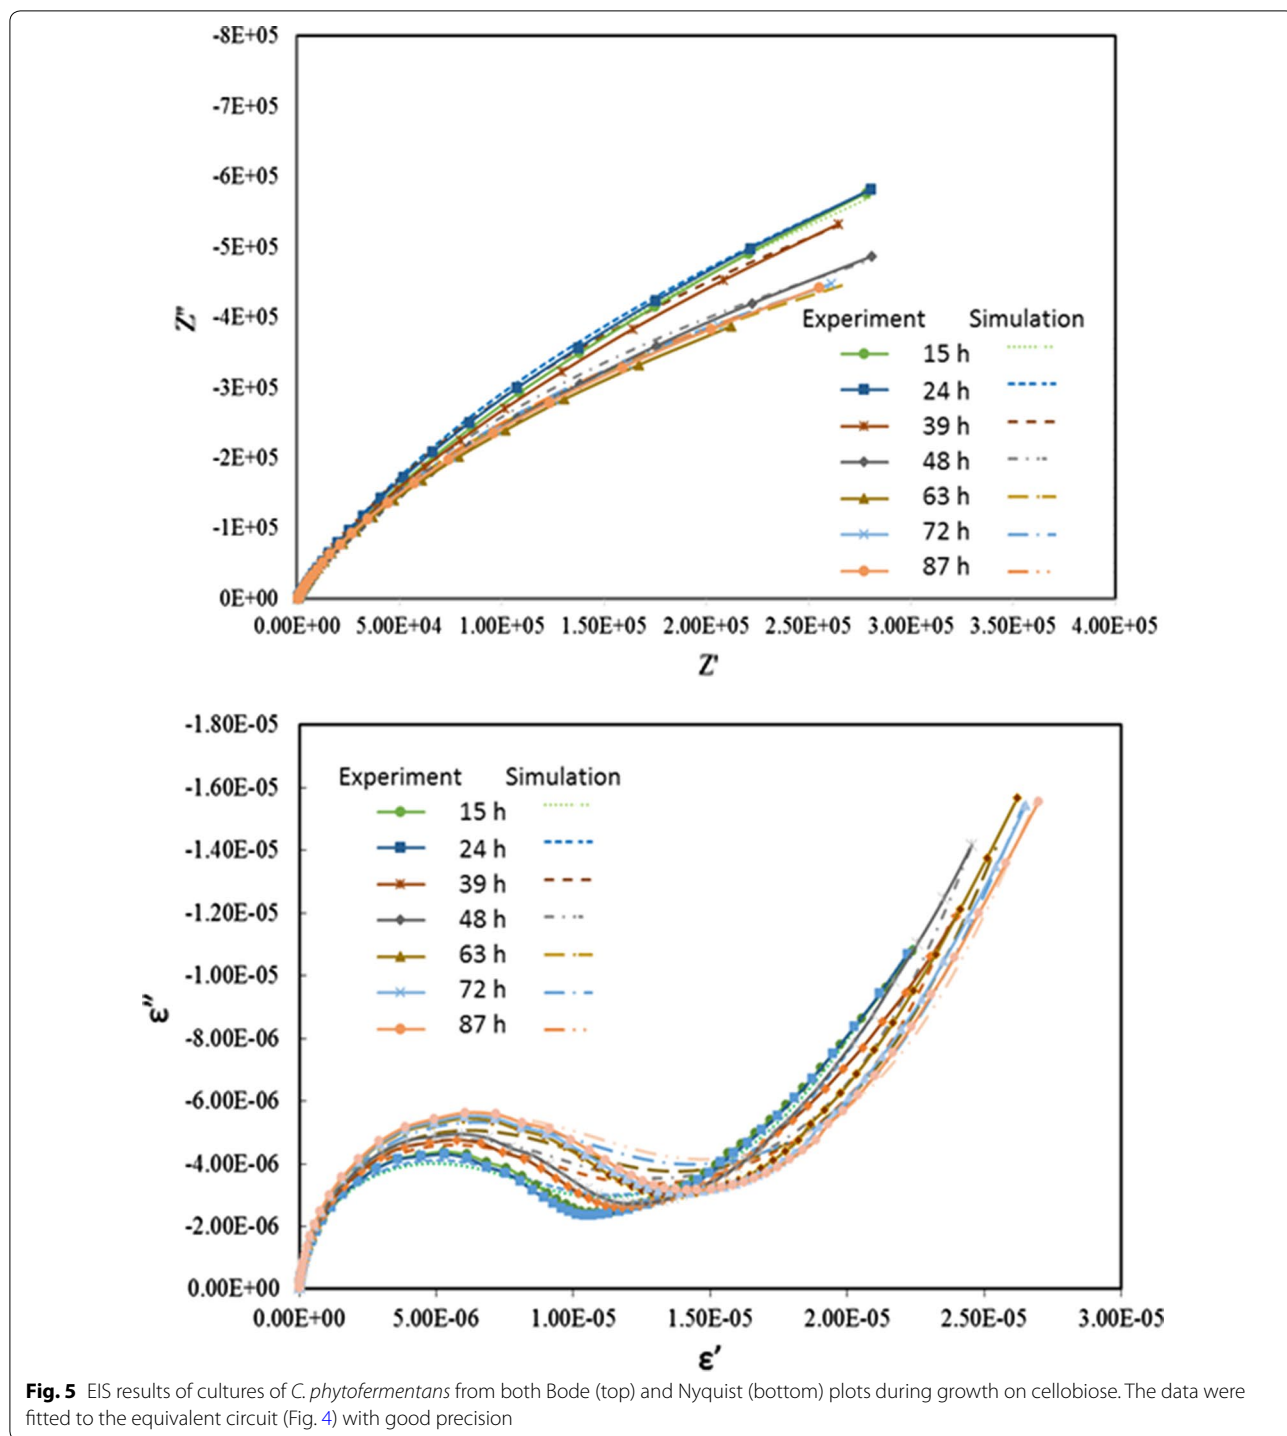 -8E+05
-7E+05
-6E+05
-5E+05
-4E+05
-3E+05
-2E+05
-1E+05
0E+00
Z''
Experiment Simulation
15 h
24 h
39 h
48 h
63 h
72 h
87 h
0.00E+00 5.00E+04 1.00E+05 1.50E+05 2.00E+05 2.50E+05 3.00E+05 3.50E+05 4.00E+05
Z'
-1.80E-05
-1.60E-05
-1.40E-05
-1.20E-05
-1.00E-05
-8.00E-06
-6.00E-06
-4.00E-06
-2.00E-06
0.00E+00
ε''
Experiment Simulation
15 h
24 h
39 h
48 h
63 h
72 h
87 h
0.00E+00 5.00E-06 1.00E-05 1.50E-05 2.00E-05 2.50E-05 3.00E-05
ε'
Fig. 5 EIS results of cultures of C. phytofermentans from both Bode (top) and Nyquist (bottom) plots during growth on cellobiose. The data were
fitted to the equivalent circuit (Fig. 4) with good precision